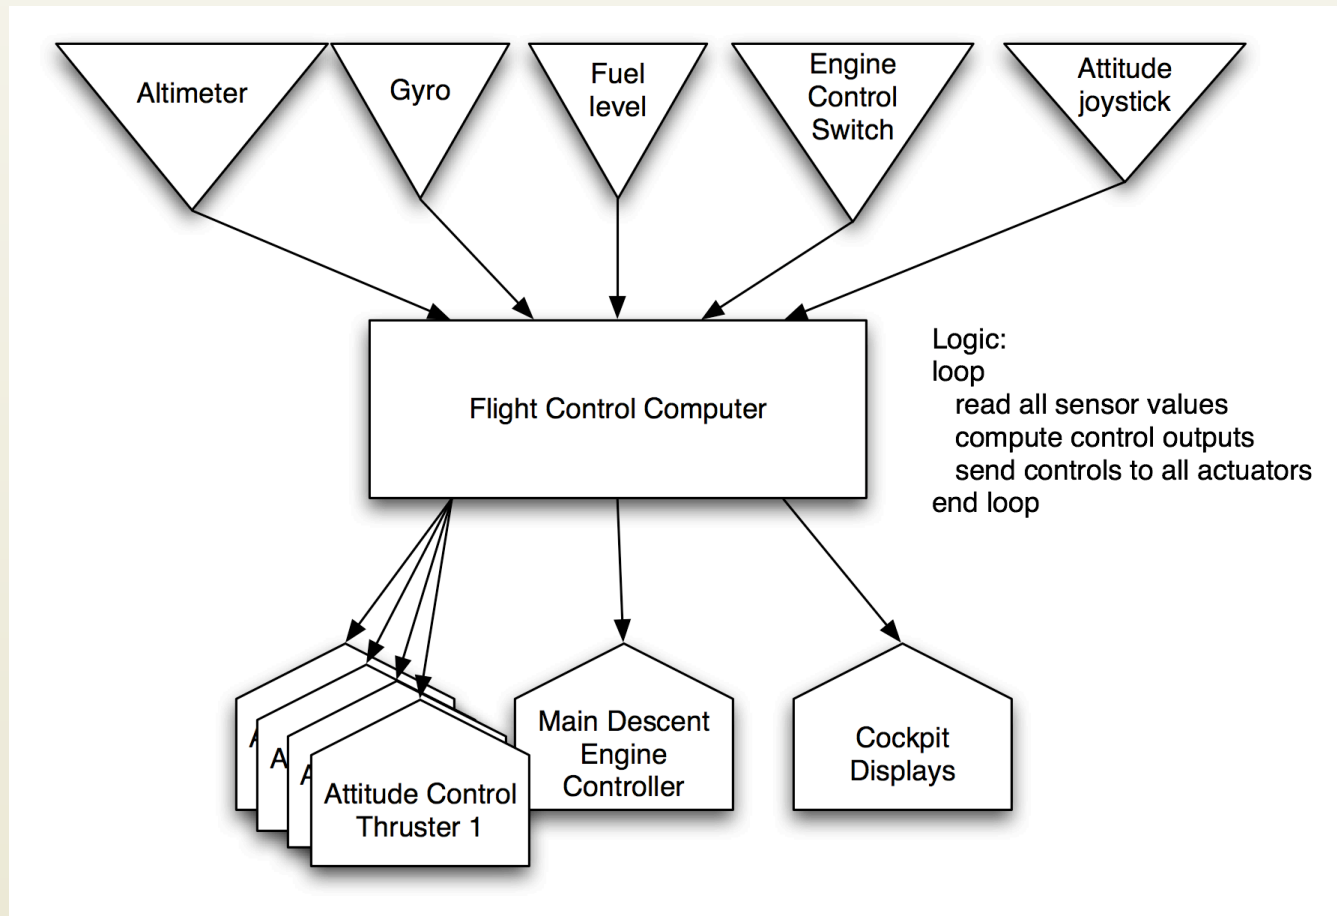 Altimeter
Gyro
Fuel
level
Engine
Control
Switch
Attitude
joystick
Flight Control Computer
Logic:
loop
read all sensor values
compute control outputs
send controls to all actuators
end loop
A
A
A
Attitude Control
Thruster 1
Main Descent
Engine
Controller
Cockpit
Displays